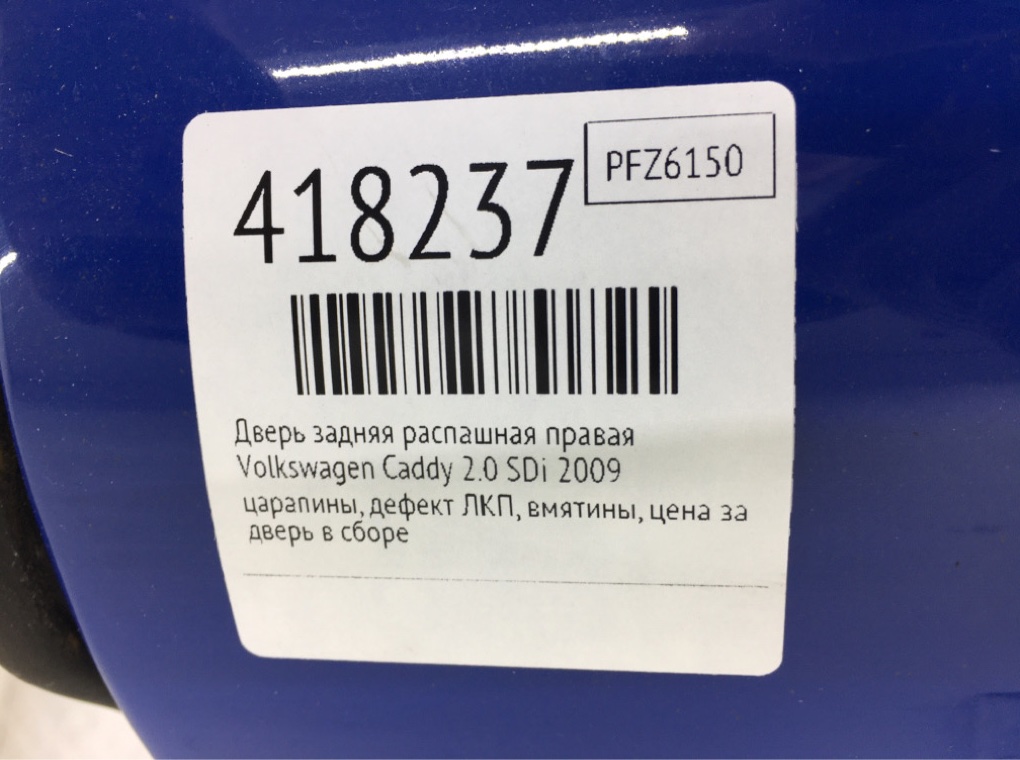 418237
PFZ6150
Дверь задняя распашная правая
Volkswagen Caddy 2.0 SDi 2009
царапины, дефект ЛКП, вмятины, цена за
дверь в сборе